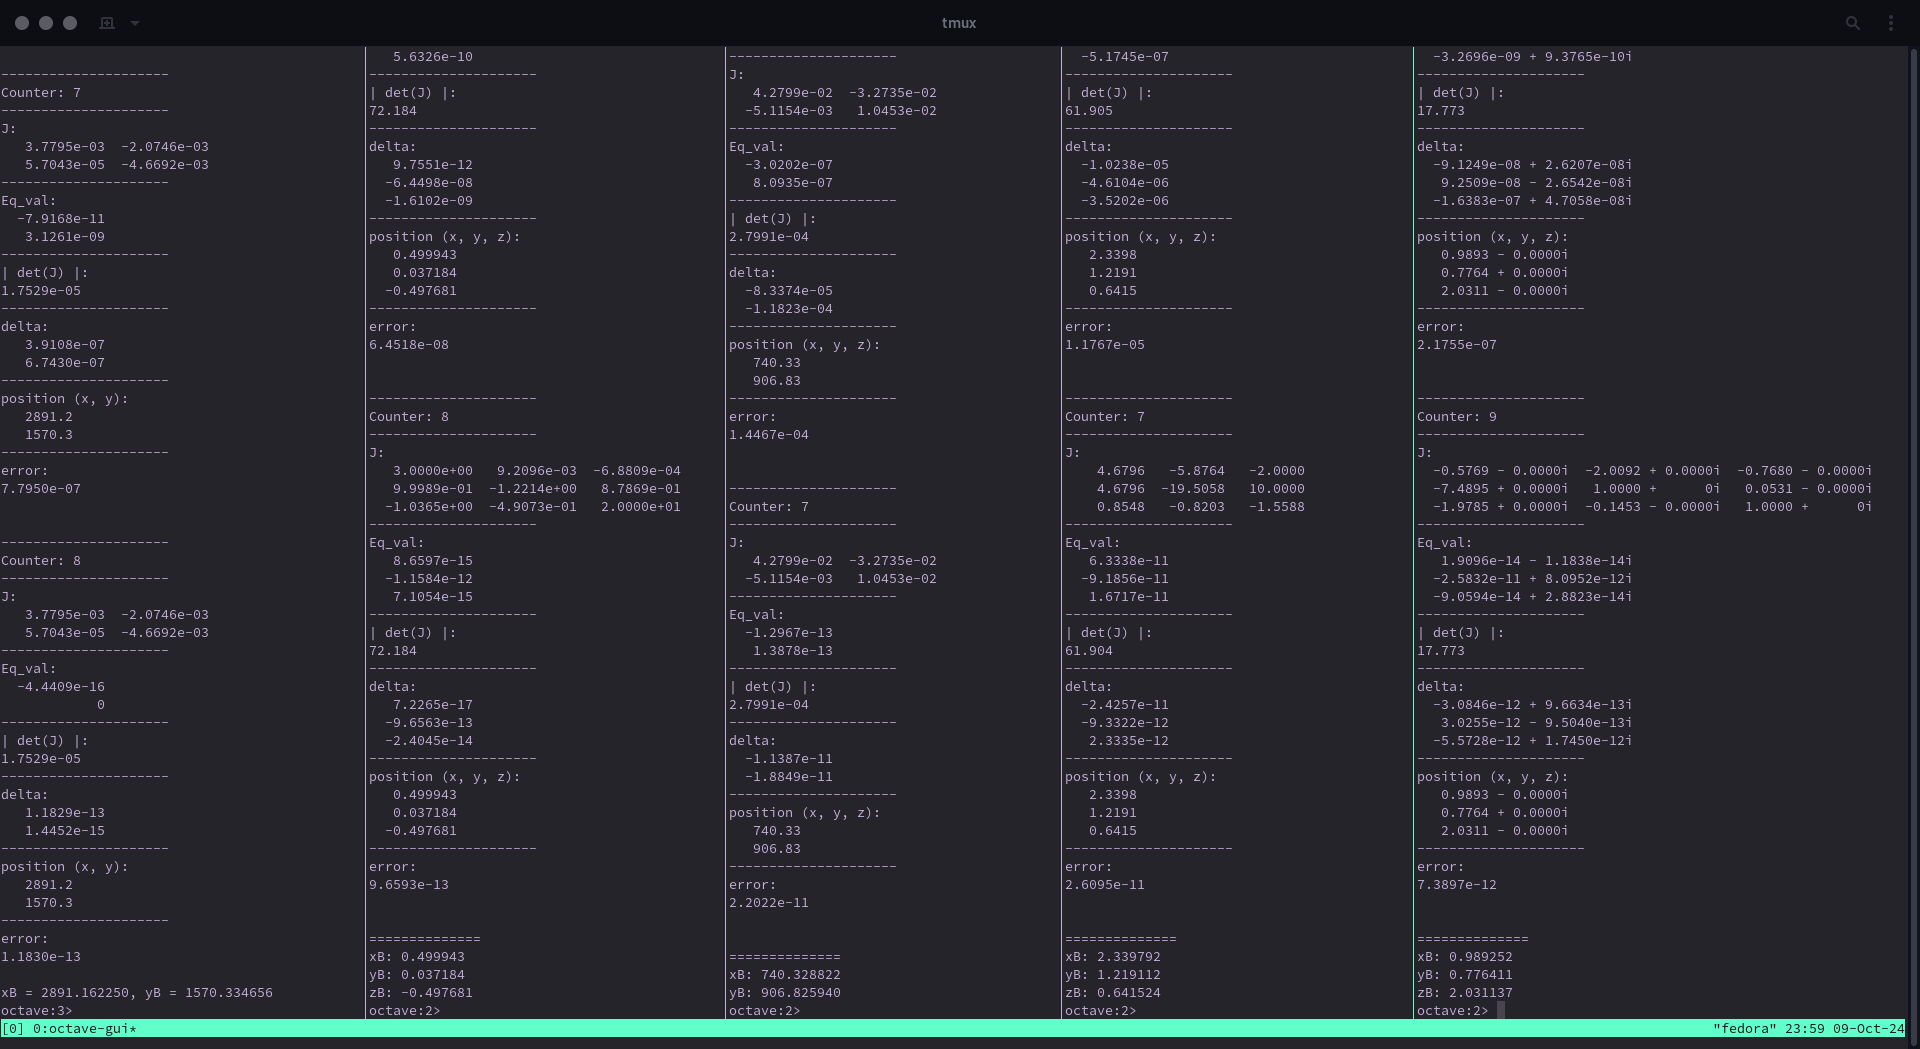 tmux
---------------------
Counter: 7
---------------------
J:
3.7795e-03 -2.0746e-03
5.7043e-05 -4.6692e-03
---------------------
Eq_val:
-7.9168e-11
3.1261e-09
---------------------
| det(J) |:
1.7529e-05
---------------------
delta:
3.9108e-07
6.7430e-07
---------------------
position (x, y):
2891.2
1570.3
---------------------
error:
7.7950e-07
---------------------
Counter: 8
---------------------
J:
3.7795e-03 -2.0746e-03
5.7043e-05 -4.6692e-03
---------------------
Eq_val:
-4.4409e-16
0
---------------------
| det(J) |:
1.7529e-05
---------------------
delta:
1.1829e-13
1.4452e-15
---------------------
position (x, y):
2891.2
1570.3
---------------------
error:
1.1830e-13
xB = 2891.162250, yB = 1570.334656
octave:3>
5.6326e-10
---------------------
| det(J) |:
72.184
---------------------
delta:
9.7551e-12
-6.4498e-08
-1.6102e-09
---------------------
position (x, y, z):
0.499943
0.037184
-0.497681
---------------------
error:
6.4518e-08
---------------------
Counter: 8
---------------------
J:
3.0000e+00 9.2096e-03 -6.8809e-04
9.9989e-01 -1.2214e+00 8.7869e-01
-1.0365e+00 -4.9073e-01 2.0000e+01
---------------------
Eq_val:
8.6597e-15
-1.1584e-12
7.1054e-15
---------------------
| det(J) |:
72.184
---------------------
delta:
7.2265e-17
-9.6563e-13
-2.4045e-14
---------------------
position (x, y, z):
0.499943
0.037184
-0.497681
---------------------
error:
9.6593e-13
==============
xB: 0.499943
yB: 0.037184
zB: -0.497681
octave:2>
---------------------
J:
4.2799e-02 -3.2735e-02
-5.1154e-03 1.0453e-02
---------------------
Eq_val:
-3.0202e-07
8.0935e-07
---------------------
| det(J) |:
2.7991e-04
---------------------
delta:
-8.3374e-05
-1.1823e-04
---------------------
position (x, y, z):
740.33
906.83
---------------------
error:
1.4467e-04
---------------------
Counter: 7
---------------------
J:
4.2799e-02 -3.2735e-02
-5.1154e-03 1.0453e-02
---------------------
Eq_val:
-1.2967e-13
1.3878e-13
---------------------
| det(J) |:
2.7991e-04
---------------------
delta:
-1.1387e-11
-1.8849e-11
---------------------
position (x, y, z):
740.33
906.83
---------------------
error:
2.2022e-11
==============
xB: 740.328822
yB: 906.825940
octave:2>
-5.1745e-07
---------------------
| det(J) |:
61.905
---------------------
delta:
-1.0238e-05
-4.6104e-06
-3.5202e-06
---------------------
position (x, y, z):
2.3398
1.2191
0.6415
---------------------
error:
1.1767e-05
---------------------
Counter: 7
---------------------
J:
4.6796 -5.8764 -2.0000
4.6796 -19.5058 10.0000
0.8548 -0.8203 -1.5588
---------------------
Eq_val:
6.3338e-11
-9.1856e-11
1.6717e-11
---------------------
| det(J) |:
61.904
---------------------
delta:
-2.4257e-11
-9.3322e-12
2.3335e-12
---------------------
position (x, y, z):
2.3398
1.2191
0.6415
---------------------
error:
2.6095e-11
==============
xB: 2.339792
yB: 1.219112
zB: 0.641524
octave:2>
-3.2696e-09 + 9.3765e-10i
---------------------
| det(J) |:
17.773
---------------------
delta:
-9.1249e-08 + 2.6207e-08i
9.2509e-08 - 2.6542e-08i
-1.6383e-07 + 4.7058e-08i
---------------------
position (x, y, z):
0.9893 - 0.0000i
0.7764 + 0.0000i
2.0311 - 0.0000i
---------------------
error:
2.1755e-07
---------------------
Counter: 9
---------------------
J:
-0.5769 - 0.0000i -2.0092 + 0.0000i -0.7680 - 0.0000i
-7.4895 + 0.0000i 1.0000 + 0i 0.0531 - 0.0000i
-1.9785 + 0.0000i -0.1453 - 0.0000i 1.0000 + 0i
---------------------
Eq_val:
1.9096e-14 - 1.1838e-14i
-2.5832e-11 + 8.0952e-12i
-9.0594e-14 + 2.8823e-14i
---------------------
| det(J) |:
17.773
---------------------
delta:
-3.0846e-12 + 9.6634e-13i
3.0255e-12 - 9.5040e-13i
-5.5728e-12 + 1.7450e-12i
---------------------
position (x, y, z):
0.9893 - 0.0000i
0.7764 + 0.0000i
2.0311 - 0.0000i
---------------------
error:
7.3897e-12
==============
xB: 0.989252
yB: 0.776411
zB: 2.031137
octave:2>
[0] 0:octave-gui* "fedora" 23:59 09-Oct-24